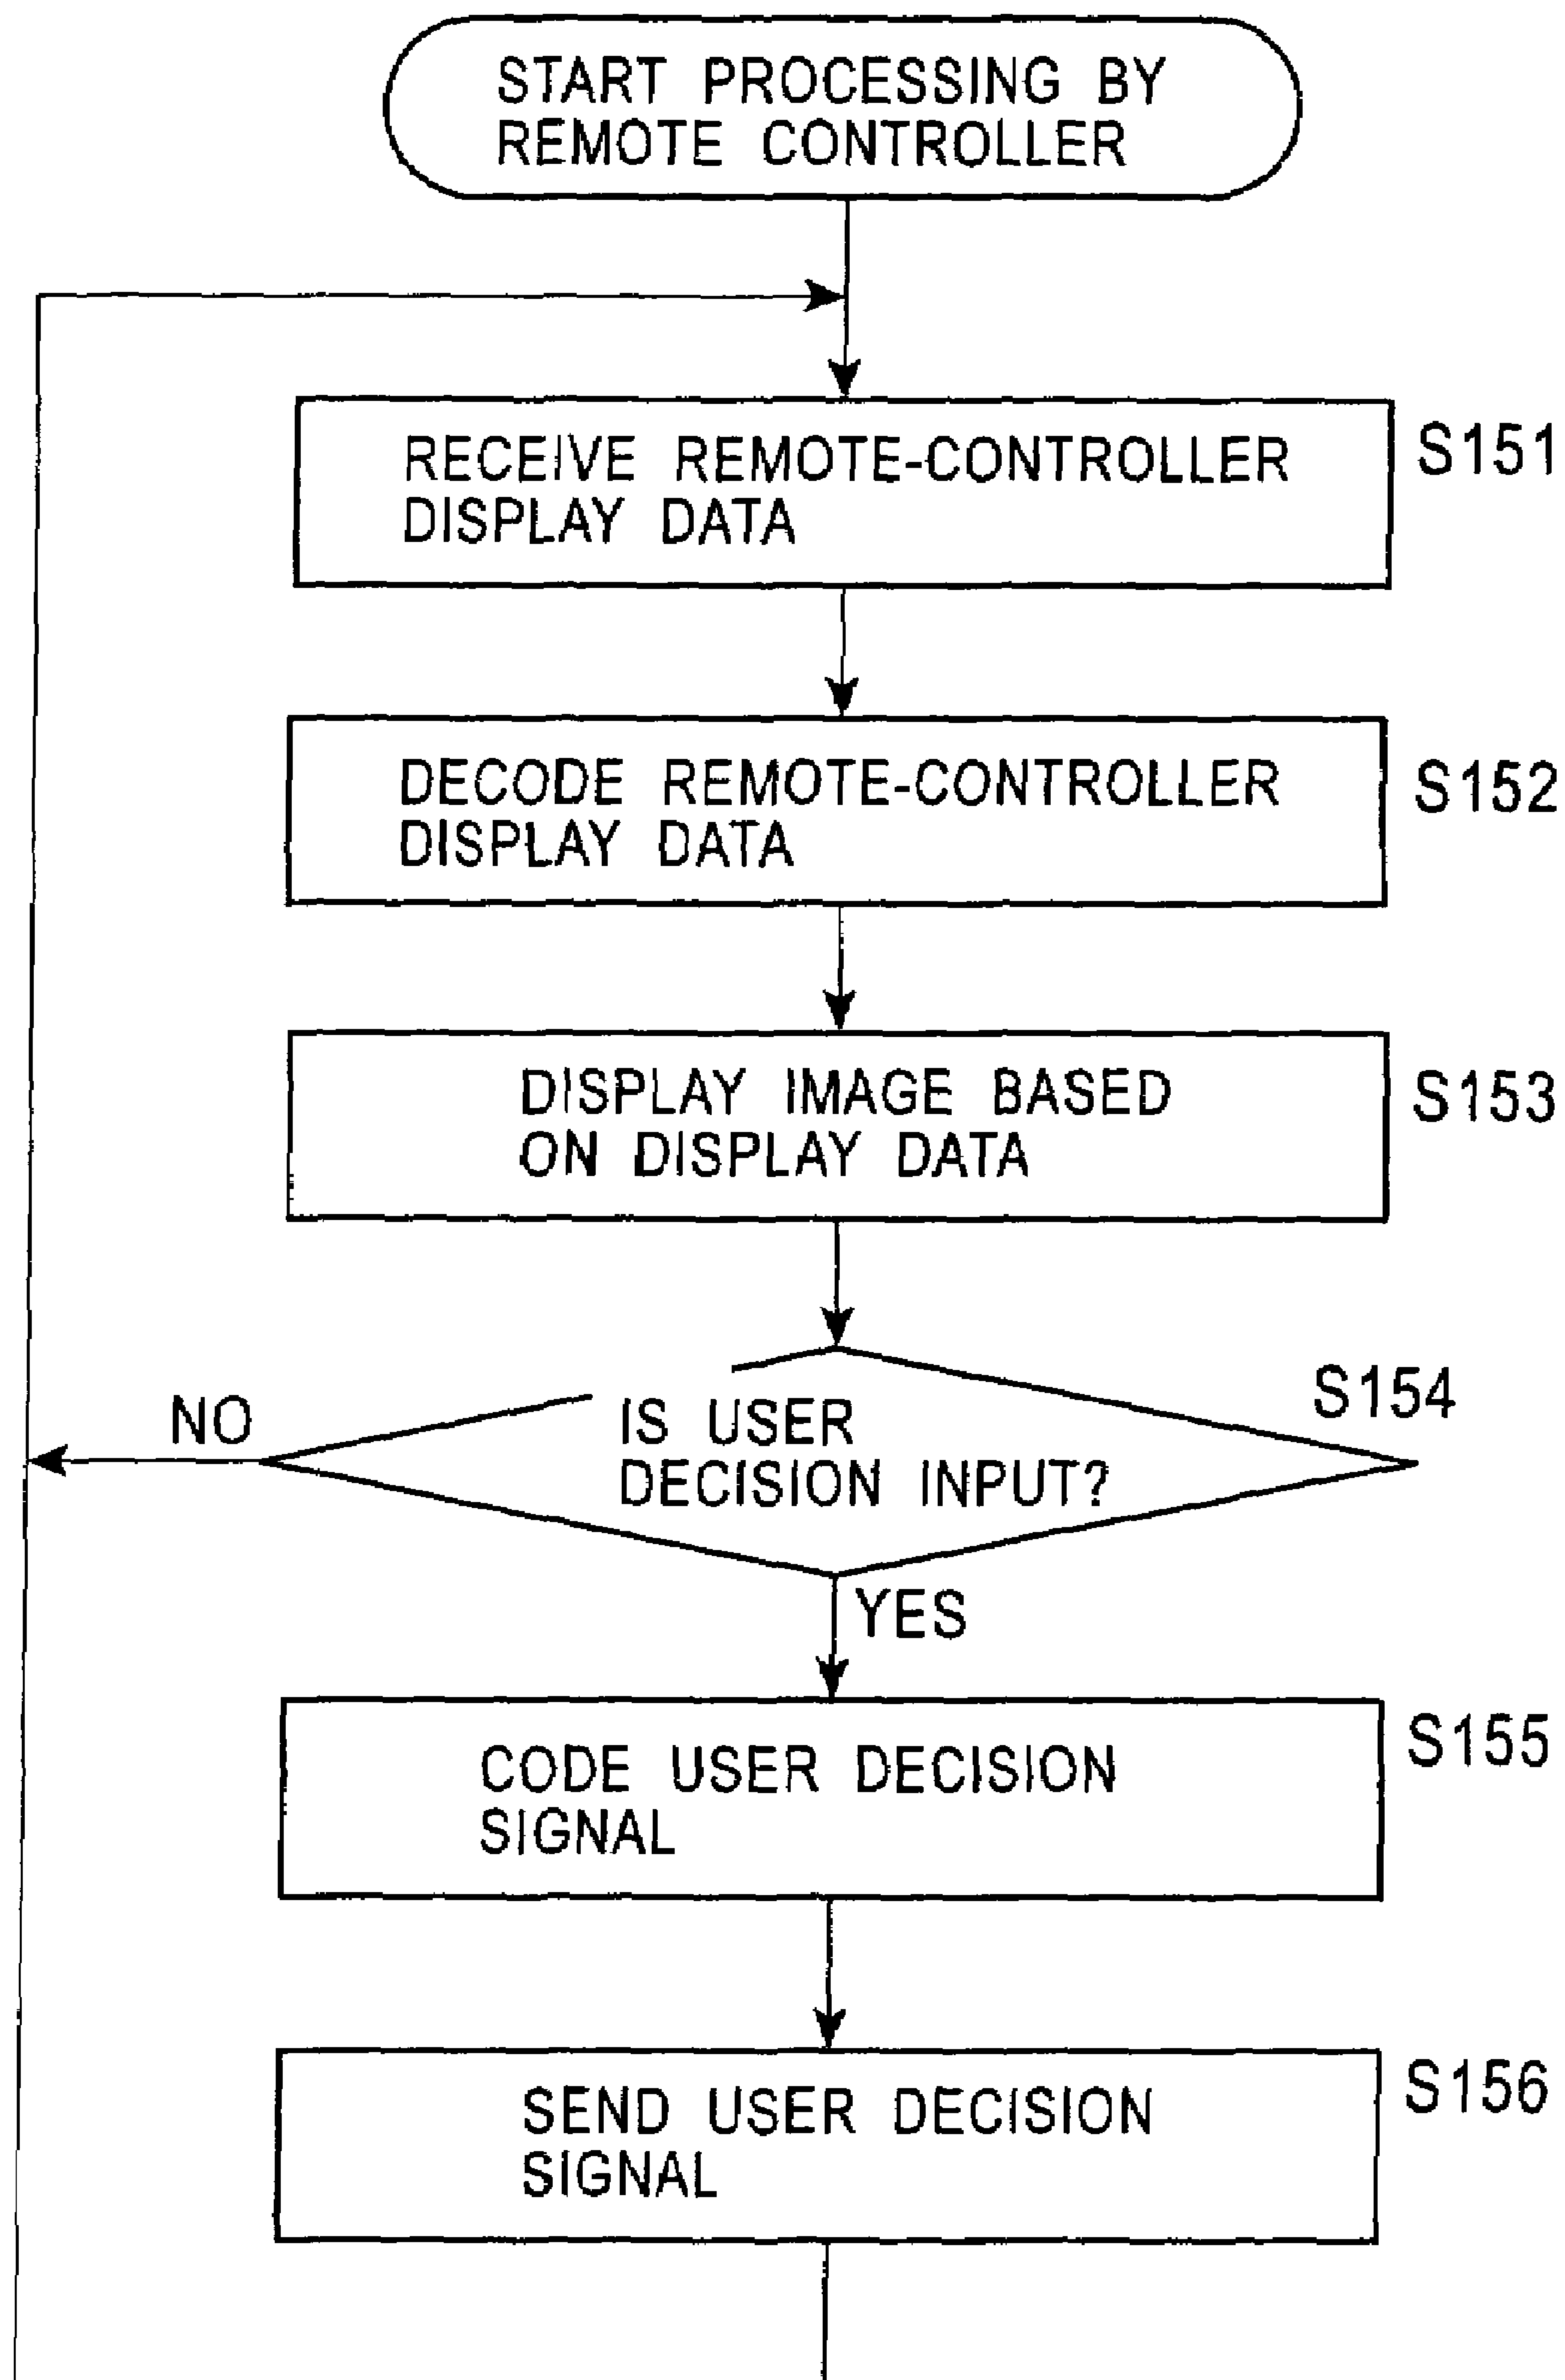 START PROCESSING BY
REMOTE CONTROLLER
RECEIVE REMOTE-CONTROLLER
DISPLAY DATA
S151
DECODE REMOTE-CONTROLLER
DISPLAY DATA
S152
DISPLAY IMAGE BASED
ON DISPLAY DATA
S153
IS USER
DECISION INPUT?
S154
NO
YES
CODE USER DECISION
SIGNAL
S155
SEND USER DECISION
SIGNAL
S156